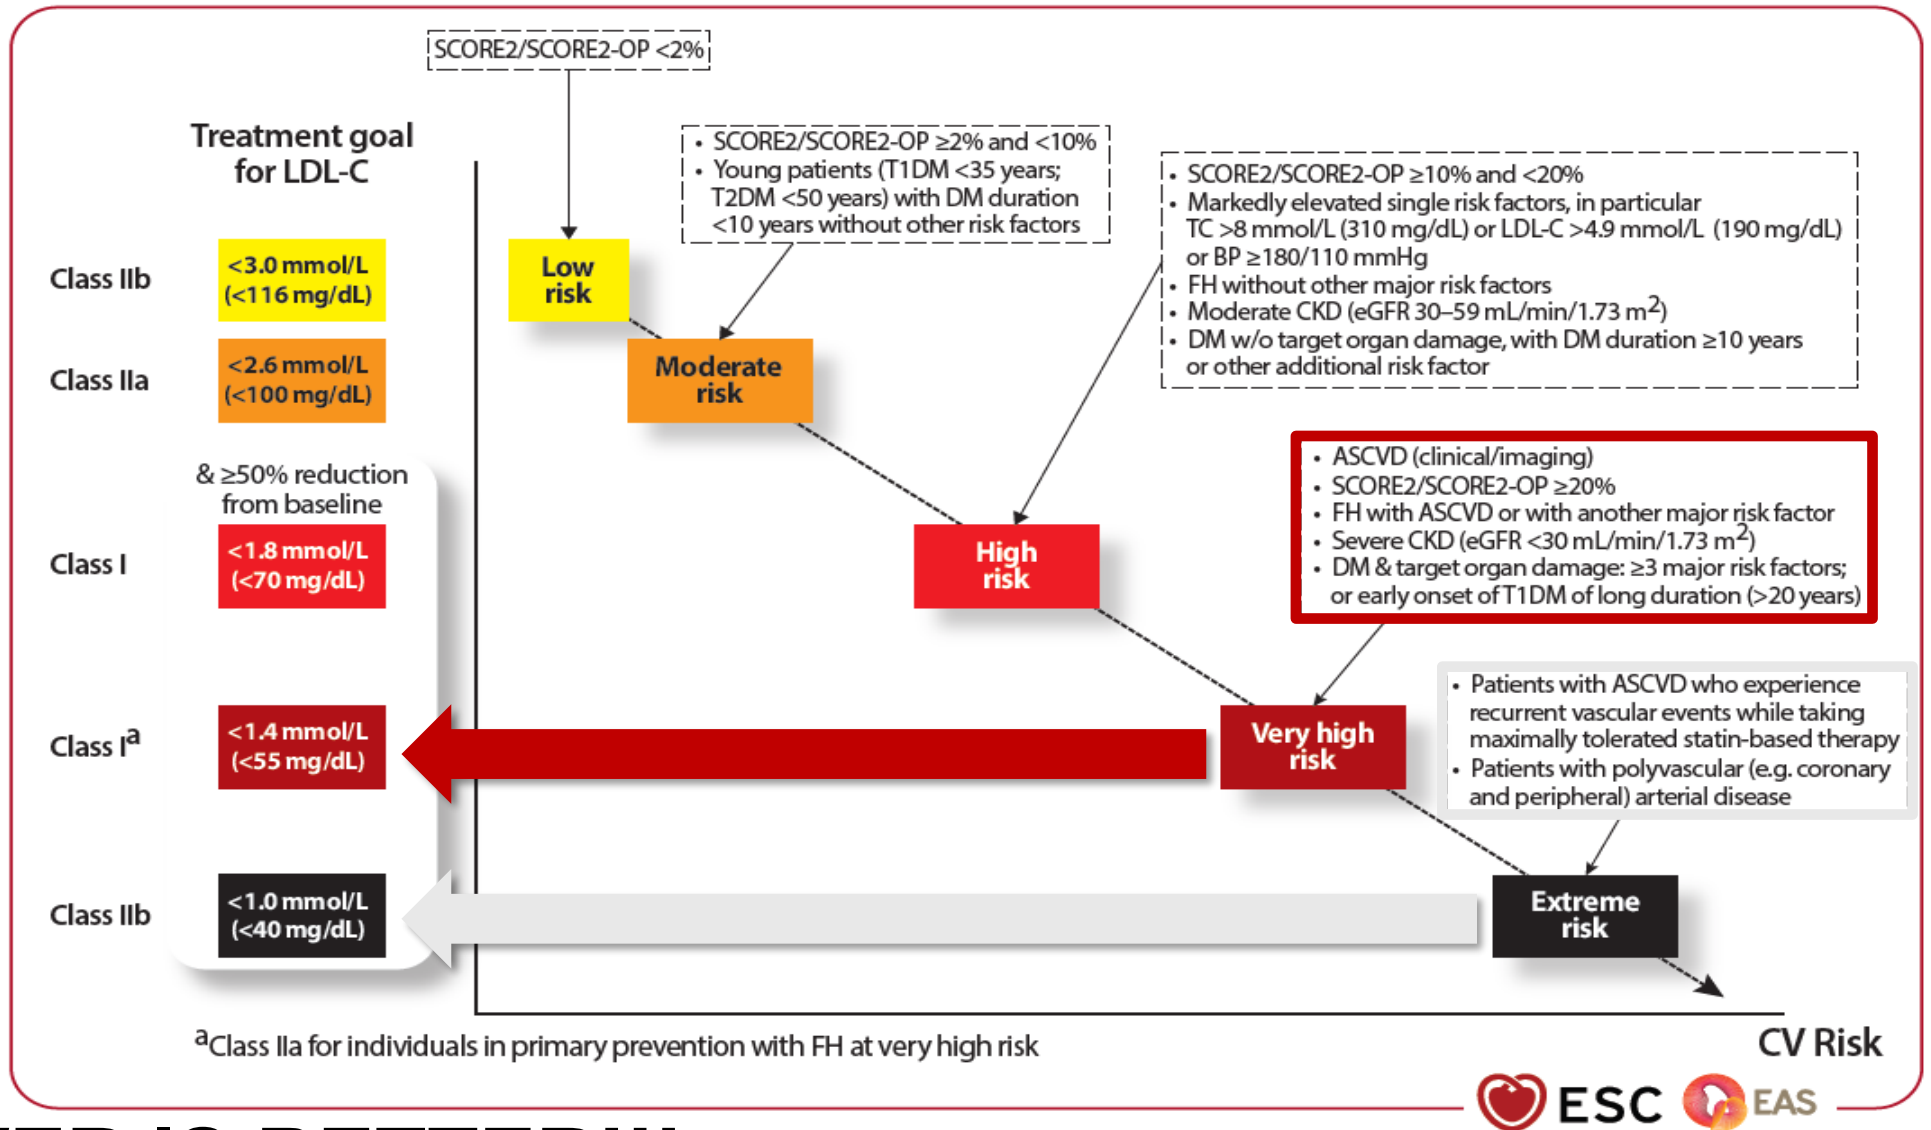 SCORE2/SCORE2-OP <2%
Treatment goal
for LDL-C
• SCORE2/SCORE2-OP ≥2% and <10%
• Young patients (T1DM <35 years;
T2DM <50 years) with DM duration
<10 years without other risk factors
• SCORE2/SCORE2-OP ≥10% and <20%
• Markedly elevated single risk factors, in particular
TC >8 mmol/L (310 mg/dL) or LDL-C >4.9 mmol/L (190 mg/dL)
or BP ≥180/110 mmHg
• FH without other major risk factors
• Moderate CKD (eGFR 30–59 mL/min/1.73 m²)
• DM w/o target organ damage, with DM duration ≥10 years
or other additional risk factor
Class IIb
<3.0 mmol/L
(<116 mg/dL)
Low
risk
Class IIa
<2.6 mmol/L
(<100 mg/dL)
Moderate
risk
& ≥50% reduction
from baseline
Class I
<1.8 mmol/L
(<70 mg/dL)
High
risk
• ASCVD (clinical/imaging)
• SCORE2/SCORE2-OP ≥20%
• FH with ASCVD or with another major risk factor
• Severe CKD (eGFR <30 mL/min/1.73 m²)
• DM & target organ damage: ≥3 major risk factors;
or early onset of T1DM of long duration (>20 years)
Class Iª
<1.4 mmol/L
(<55 mg/dL)
Very high
risk
• Patients with ASCVD who experience
recurrent vascular events while taking
maximally tolerated statin-based therapy
• Patients with polyvascular (e.g. coronary
and peripheral) arterial disease
Class IIb
<1.0 mmol/L
(<40 mg/dL)
Extreme
risk
ªClass IIa for individuals in primary prevention with FH at very high risk
CV Risk
ESC
EAS